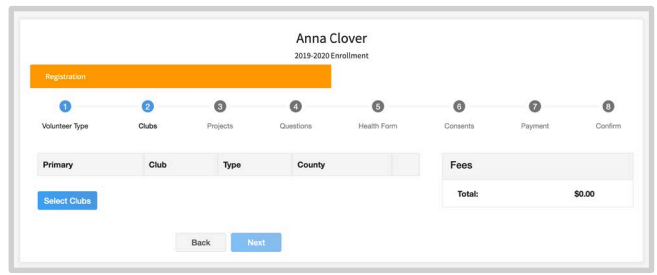 Anna Clover
2019-2020 Enrollment
Registration
1 2 3 4 5 6 7 8
Volunteer Type Clubs Projects Questions Health Form Consents Payment Confirm
Primary Club Type County
Fees
Total: $0.00
Select Clubs
Back Next